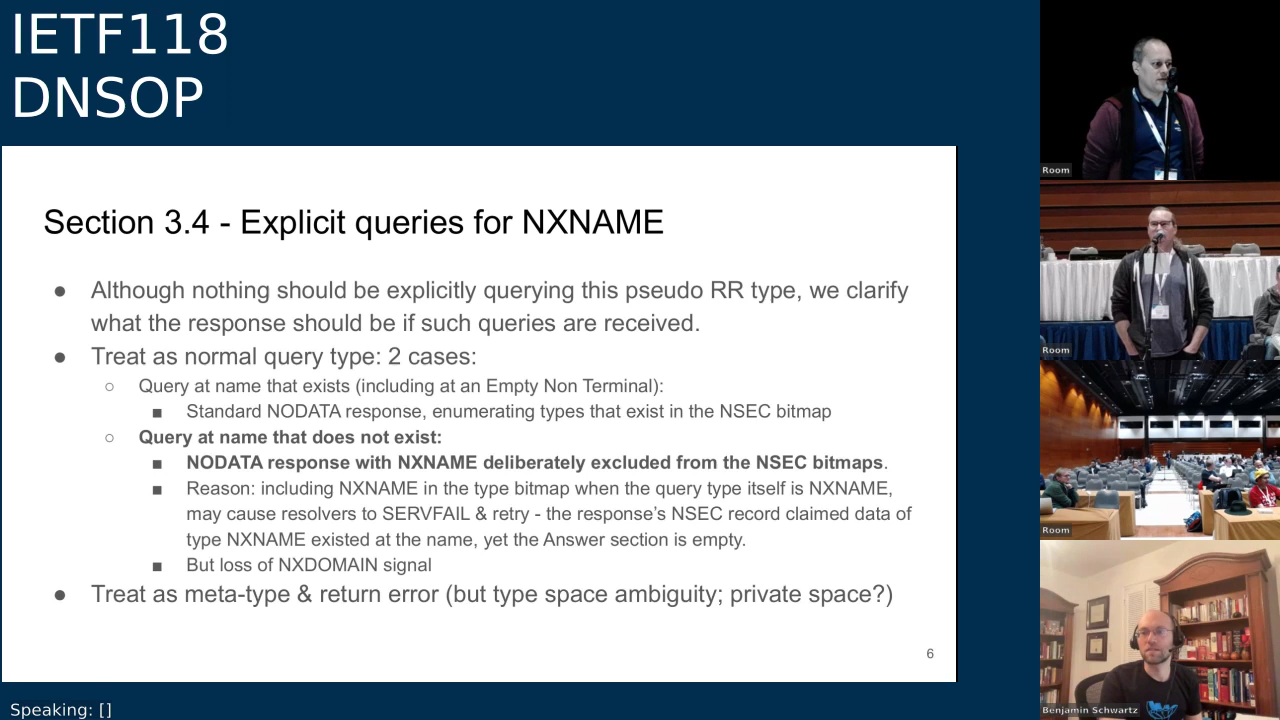 IETF118
DNSOP
Section 3.4 - Explicit queries for NXNAME
● Although nothing should be explicitly querying this pseudo RR type, we clarify
what the response should be if such queries are received.
● Treat as normal query type: 2 cases:
○ Query at name that exists (including at an Empty Non Terminal):
■ Standard NODATA response, enumerating types that exist in the NSEC bitmap
○ Query at name that does not exist:
■ NODATA response with NXNAME deliberately excluded from the NSEC bitmaps.
■ Reason: including NXNAME in the type bitmap when the query type itself is NXNAME,
may cause resolvers to SERVFAIL & retry - the response's NSEC record claimed data of
type NXNAME existed at the name, yet the Answer section is empty.
■ But loss of NXDOMAIN signal
● Treat as meta-type & return error (but type space ambiguity; private space?)
6
Speaking: []
Room
Room
Room
Benjamin Schwartz